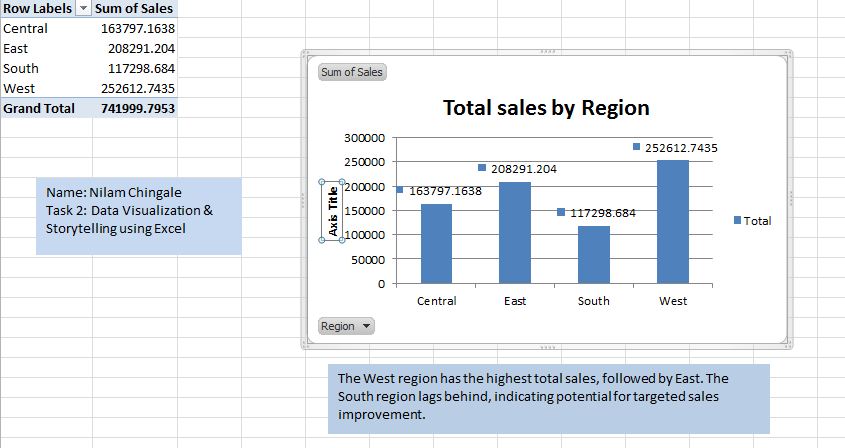 Row Labels Sum of Sales
Central 163797.1638
East 208291.204
South 117298.684
West 252612.7435
Grand Total 741999.7953
Name: Nilam Chingale
Task 2: Data Visualization &
Storytelling using Excel
Sum of Sales
Total sales by Region
Axis Title
300000
250000
200000
150000
100000
50000
0
163797.1638
208291.204
117298.684
252612.7435
Central East South West
Total
Region
The West region has the highest total sales, followed by East. The
South region lags behind, indicating potential for targeted sales
improvement.